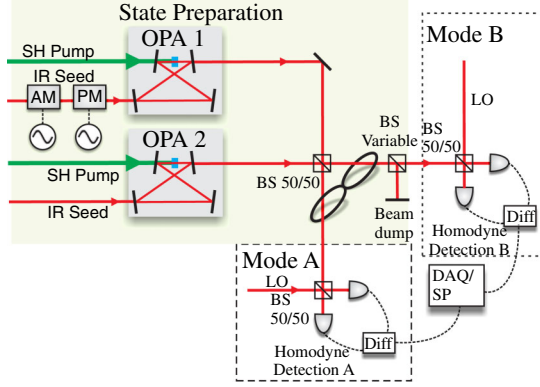 State Preparation
SH Pump
OPA 1
IR Seed
AM
PM
OPA 2
SH Pump
IR Seed
BS 50/50
BS
Variable
Beam
dump
Mode B
LO
BS
50/50
Diff
Homodyne
Detection B
DAQ/
SP
Mode A
LO
BS
50/50
Diff
Homodyne
Detection A